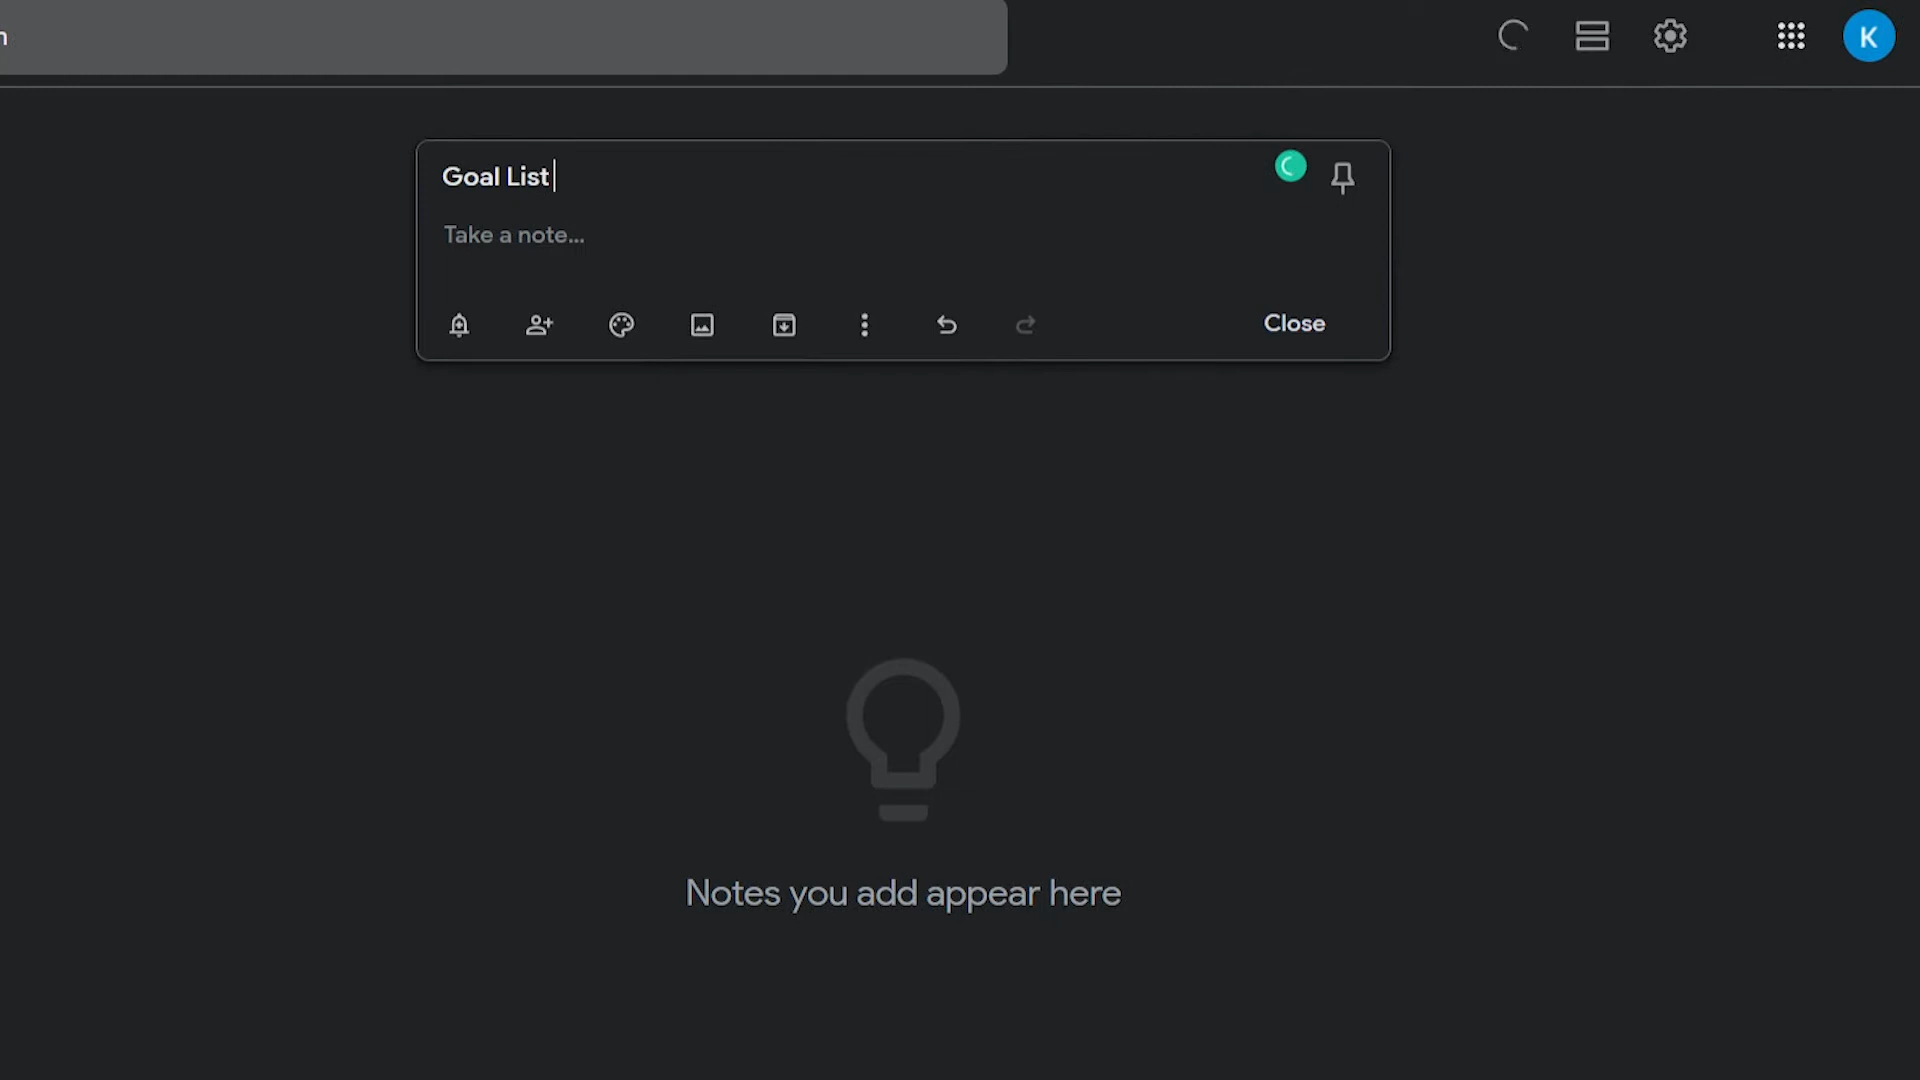 K
Goal List
Take a note...
Close
Notes you add appear here